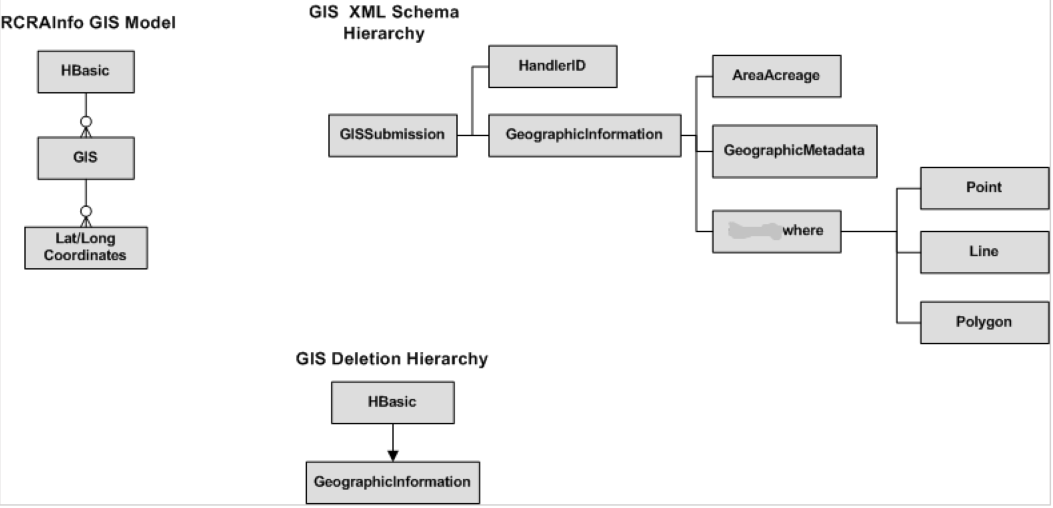 RCRAInfo GIS Model
HBasic
GIS
Lat/Long
Coordinates
GIS XML Schema
Hierarchy
GISSubmission
HandlerID
GeographicInformation
AreaAcreage
GeographicMetadata
where
Point
Line
Polygon
GIS Deletion Hierarchy
HBasic
GeographicInformation